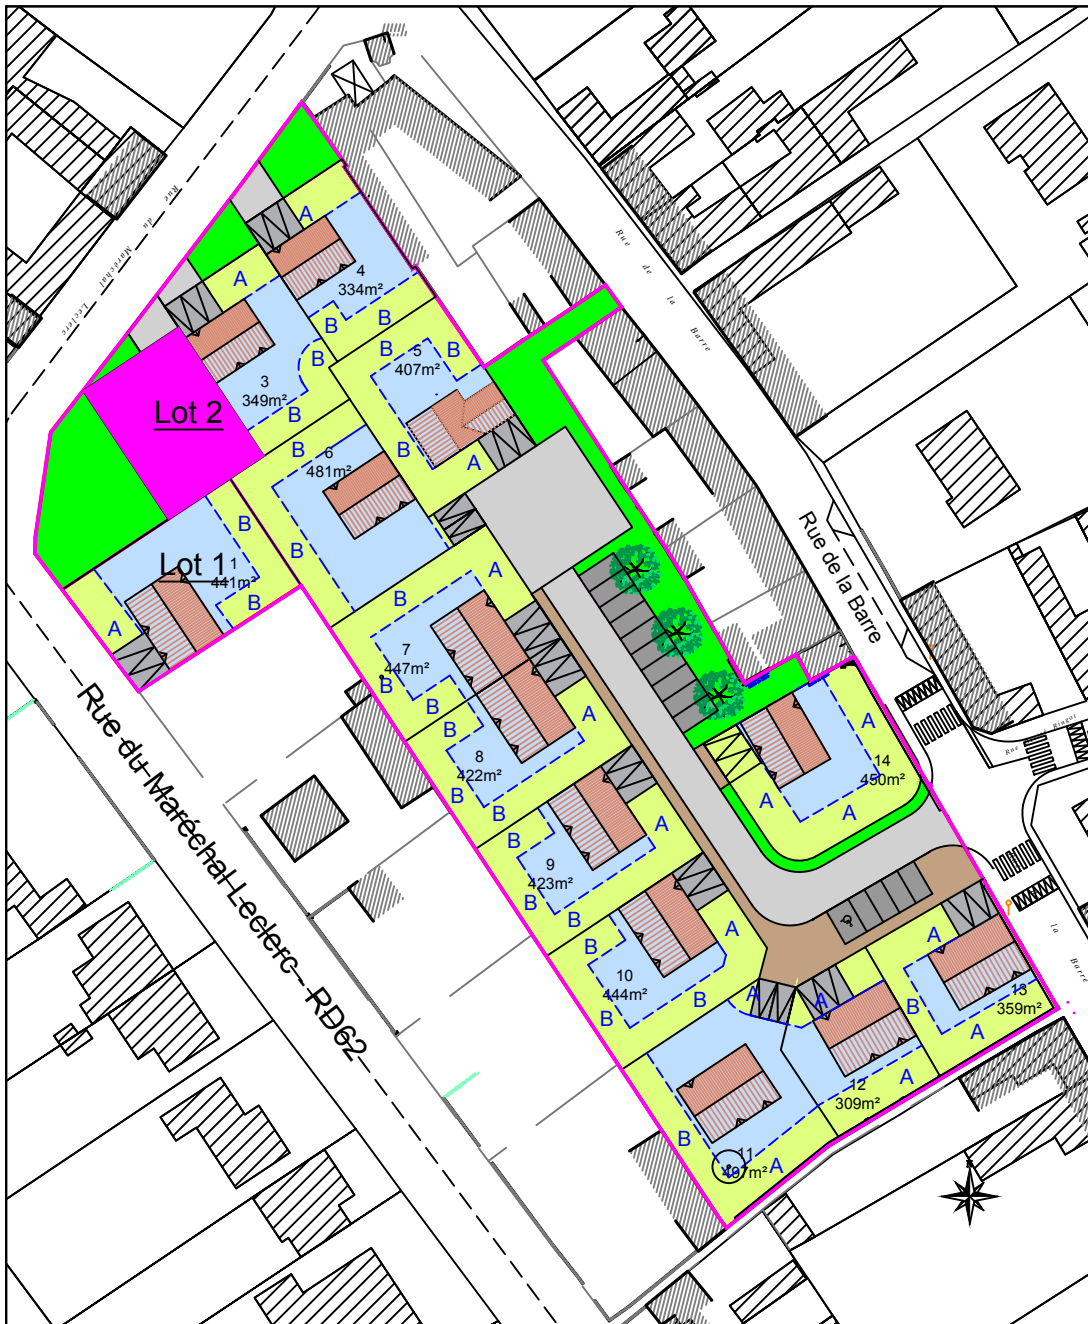 Rue du Maréchal Leclerc
Rue de la Barre
A
4
334m²
A
B
B
B
5
407m²
B
B
3
349m²
B
Lot 2
B
B
A
6
481m²
B
B
Lot 1
1
441m²
B
A
B
B
A
7
447m²
B
B
B
A
8
422m²
B
B
Rue de la Barre
A
14
450m²
A
A
Rue Ringot
A
B
9
423m²
B
B
A
B
10
444m²
B
B
A
A
A
B
13
359m²
A
la Barre
12
309m²
A
B
11
497m²
A
Rue du Maréchal Leclerc - RD62